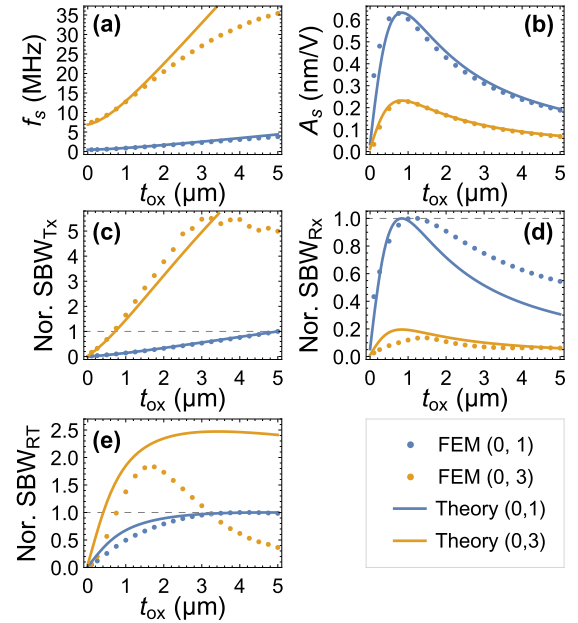 (a)
f_s (MHz)
35
30
25
20
15
10
5
0
0 1 2 3 4 5
t_ox (μm)
(b)
A_s (nm/V)
0.6
0.5
0.4
0.3
0.2
0.1
0.0
0 1 2 3 4 5
t_ox (μm)
(c)
Nor. SBW_Tx
5
4
3
2
1
0
0 1 2 3 4 5
t_ox (μm)
(d)
Nor. SBW_Rx
1.0
0.8
0.6
0.4
0.2
0.0
0 1 2 3 4 5
t_ox (μm)
(e)
Nor. SBW_RT
2.5
2.0
1.5
1.0
0.5
0.0
0 1 2 3 4 5
t_ox (μm)
FEM (0, 1)
FEM (0, 3)
Theory (0,1)
Theory (0,3)